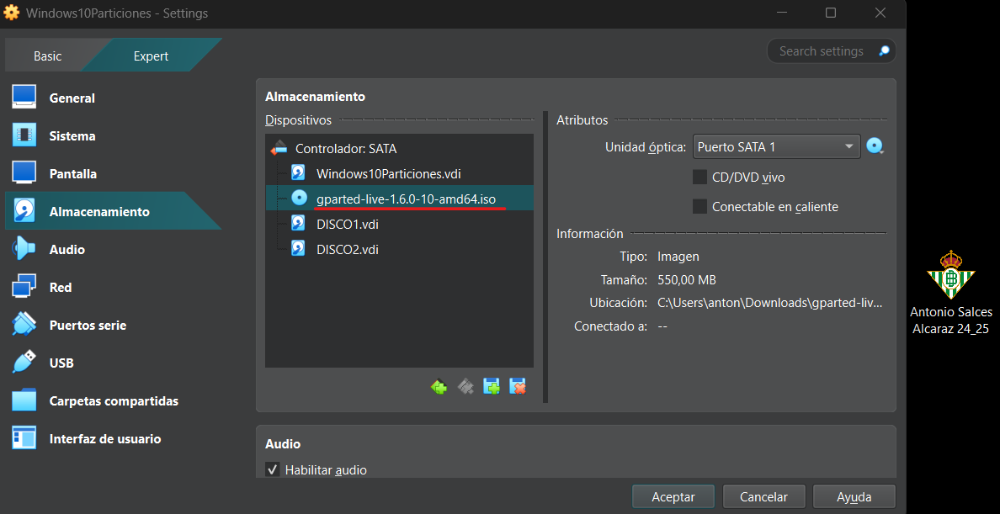 Windows10Particiones - Settings
Basic
Expert
Search settings
General
Sistema
Pantalla
Almacenamiento
Audio
Red
Puertos serie
USB
Carpetas compartidas
Interfaz de usuario
Almacenamiento
Dispositivos
Controlador: SATA
Windows10Particiones.vdi
gparted-live-1.6.0-10-amd64.iso
DISCO1.vdi
DISCO2.vdi
Atributos
Unidad óptica: Puerto SATA 1
CD/DVD vivo
Conectable en caliente
Información
Tipo: Imagen
Tamaño: 550,00 MB
Ubicación: C:\Users\anton\Downloads\gparted-liv...
Conectado a: --
Audio
Habilitar audio
Aceptar
Cancelar
Ayuda
Antonio Salces
Alcaraz 24_25